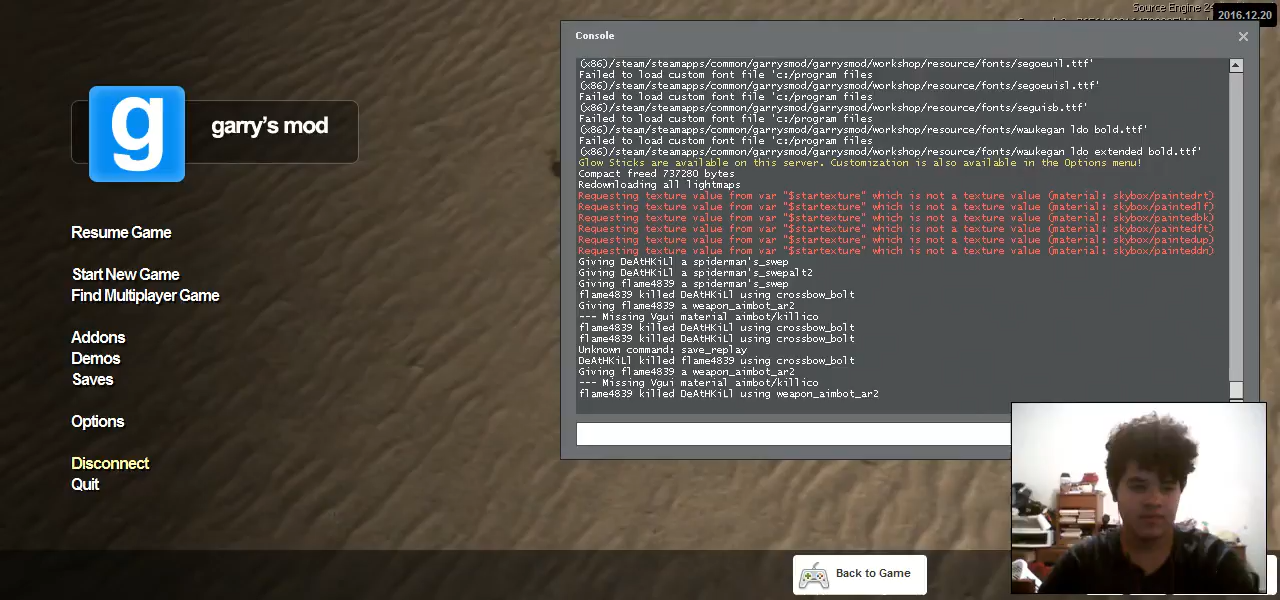 Source Engine 24
2016.12.20
g
garry's mod
Resume Game
Start New Game
Find Multiplayer Game
Addons
Demos
Saves
Options
Disconnect
Quit
Console
(x86)/steam/steamapps/common/garrysmod/garrysmod/workshop/resource/fonts/segoeuil.ttf'
Failed to load custom font file 'c:/program files
(x86)/steam/steamapps/common/garrysmod/garrysmod/workshop/resource/fonts/segoeuisl.ttf'
Failed to load custom font file 'c:/program files
(x86)/steam/steamapps/common/garrysmod/garrysmod/workshop/resource/fonts/seguisb.ttf'
Failed to load custom font file 'c:/program files
(x86)/steam/steamapps/common/garrysmod/garrysmod/workshop/resource/fonts/waukegan ldo bold.ttf'
Failed to load custom font file 'c:/program files
(x86)/steam/steamapps/common/garrysmod/garrysmod/workshop/resource/fonts/waukegan ldo extended bold.ttf'
Glow Sticks are available on this server. Customization is also available in the Options menu!
Compact freed 737280 bytes
Redownloading all lightmaps
Requesting texture value from var "$startexture" which is not a texture value (material: skybox/paintedrt)
Requesting texture value from var "$startexture" which is not a texture value (material: skybox/paintedlf)
Requesting texture value from var "$startexture" which is not a texture value (material: skybox/paintedbk)
Requesting texture value from var "$startexture" which is not a texture value (material: skybox/paintedft)
Requesting texture value from var "$startexture" which is not a texture value (material: skybox/paintedup)
Requesting texture value from var "$startexture" which is not a texture value (material: skybox/painteddn)
Giving DeAtHKiLl a spiderman's_swep
Giving DeAtHKiLl a spiderman's_swepalt2
Giving flame4839 a spiderman's_swep
flame4839 killed DeAtHKiLl using crossbow_bolt
Giving flame4839 a weapon_aimbot_ar2
--- Missing Vgui material aimbot/killico
flame4839 killed DeAtHKiLl using crossbow_bolt
flame4839 killed DeAtHKiLl using crossbow_bolt
Unknown command: save_replay
DeAtHKiLl killed flame4839 using crossbow_bolt
Giving flame4839 a weapon_aimbot_ar2
--- Missing Vgui material aimbot/killico
flame4839 killed DeAtHKiLl using weapon_aimbot_ar2
Back to Game